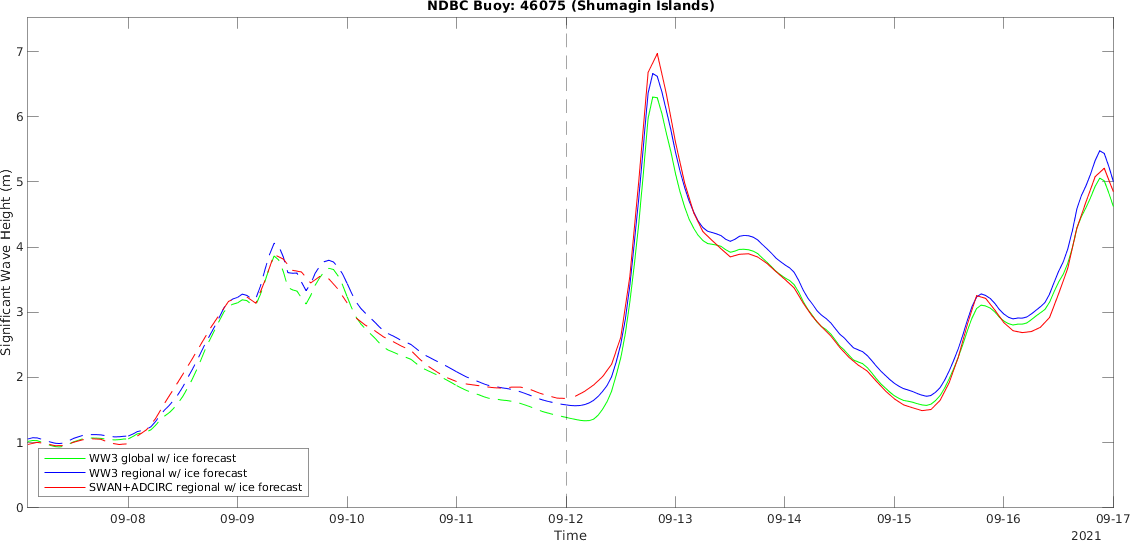 NDBC Buoy: 46075 (Shumagin Islands)
Significant Wave Height (m)
7
6
5
4
3
2
1
0
WW3 global w/ ice forecast
WW3 regional w/ ice forecast
SWAN+ADCIRC regional w/ ice forecast
09-08 09-09 09-10 09-11 09-12 09-13 09-14 09-15 09-16 09-17
Time
2021